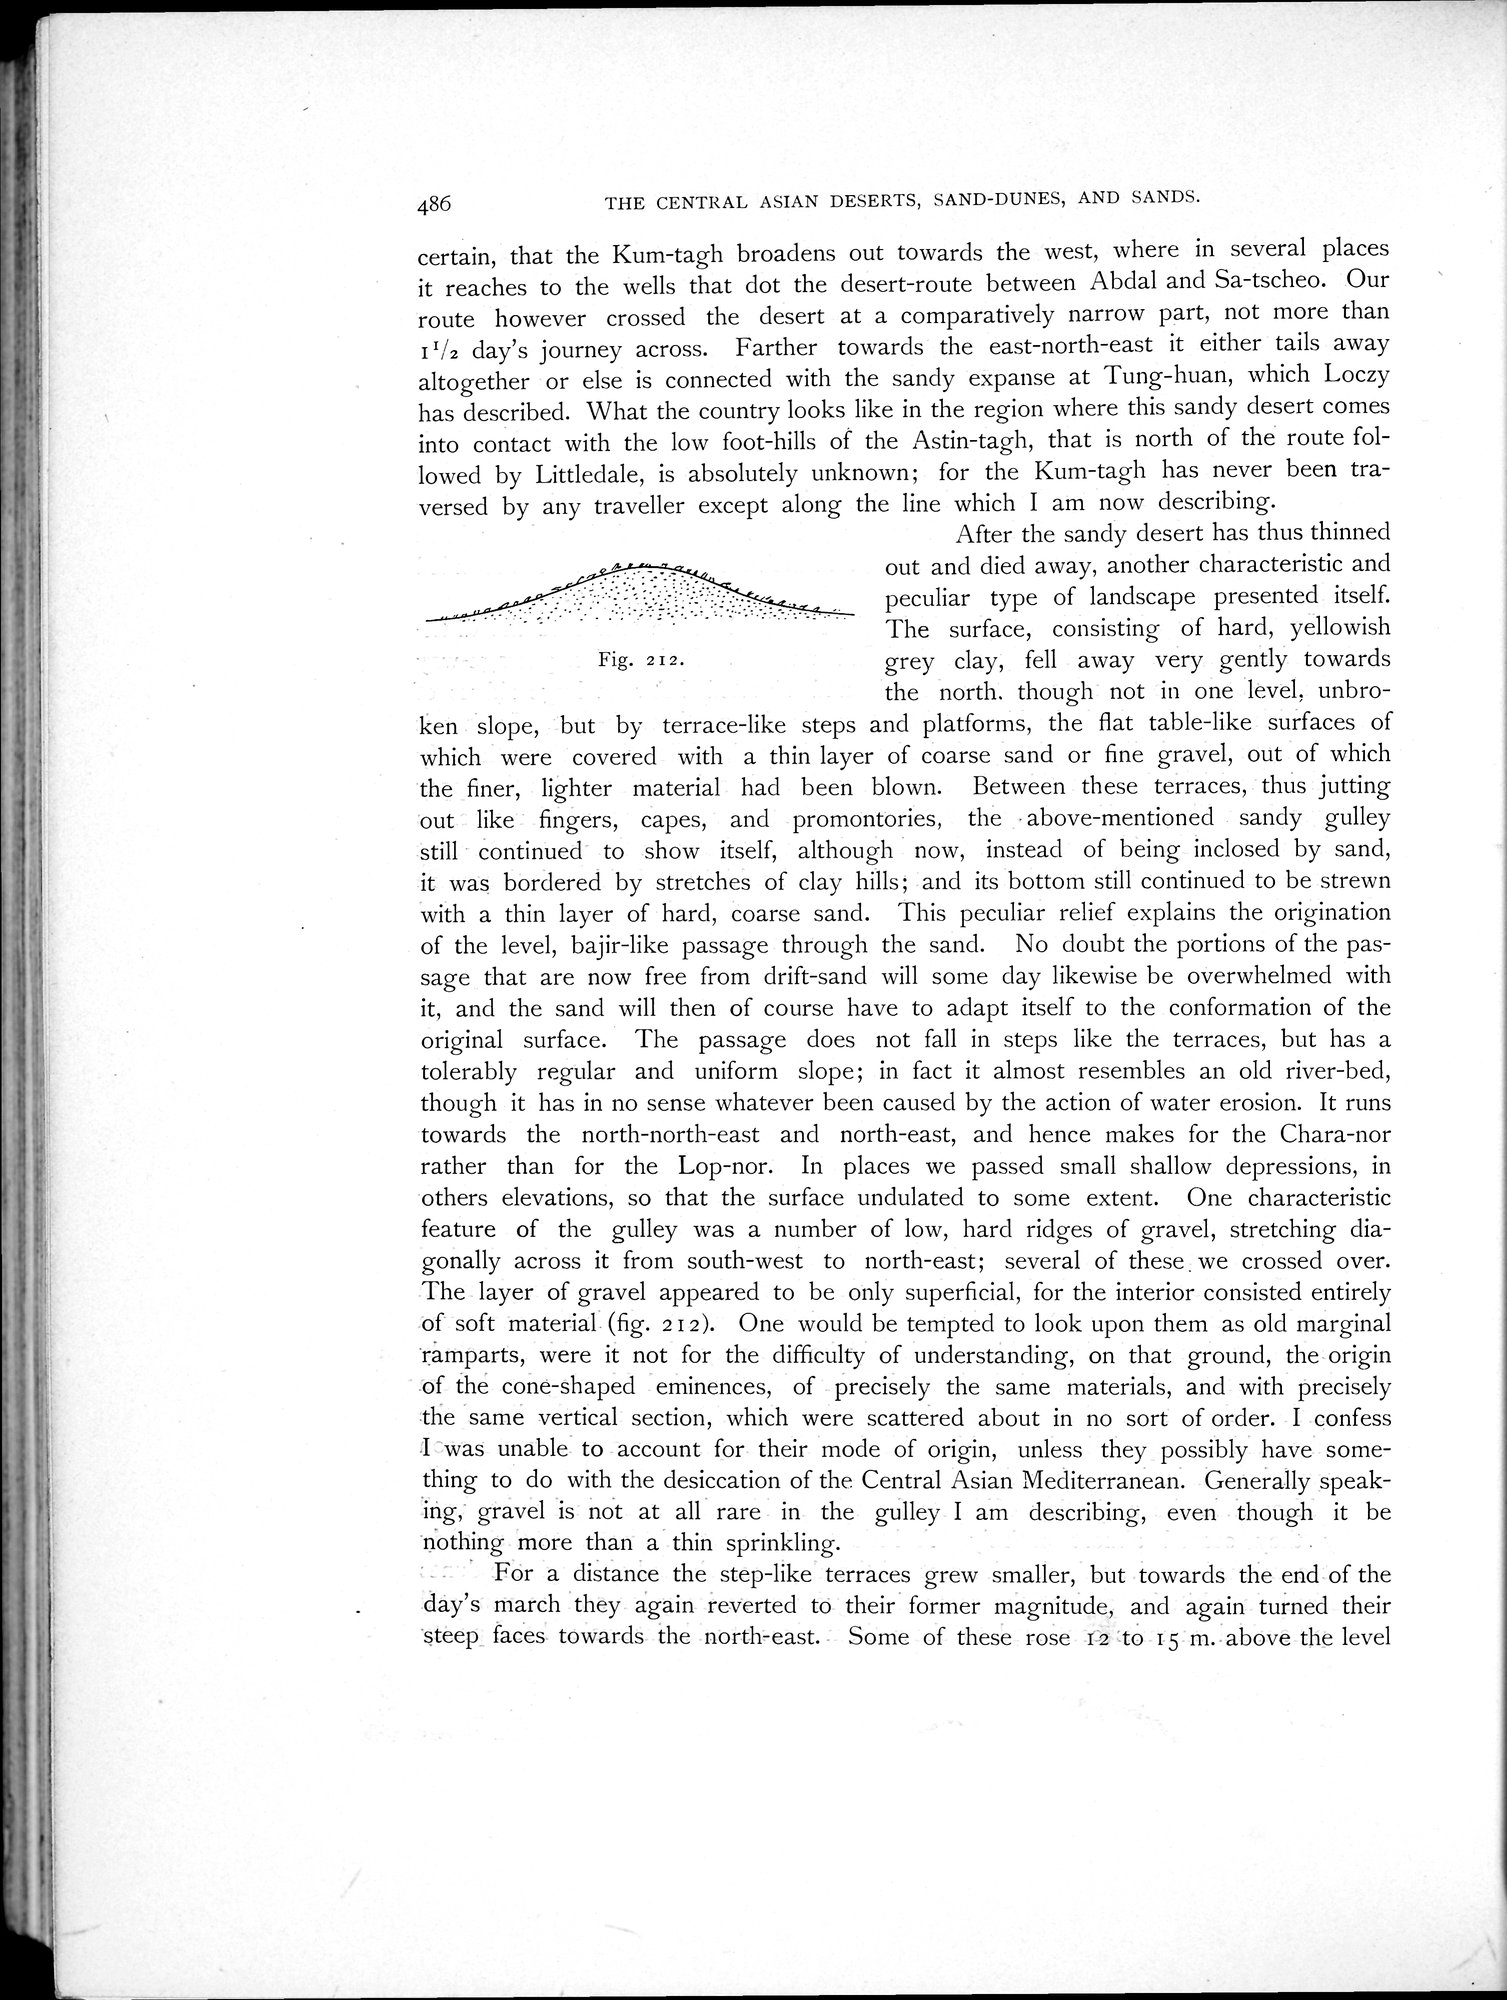 486
THE CENTRAL ASIAN DESERTS, SAND-DUNES, AND SANDS.
certain, that the Kum-tagh broadens out towards the west, where in several places
it reaches to the wells that dot the desert-route between Abdal and Sa-tscheo. Our
route however crossed the desert at a comparatively narrow part, not more than
1 1/2 day's journey across. Farther towards the east-north-east it either tails away
altogether or else is connected with the sandy expanse at Tung-huan, which Loczy
has described. What the country looks like in the region where this sandy desert comes
into contact with the low foot-hills of the Astin-tagh, that is north of the route fol-
lowed by Littledale, is absolutely unknown; for the Kum-tagh has never been tra-
versed by any traveller except along the line which I am now describing.
After the sandy desert has thus thinned
out and died away, another characteristic and
peculiar type of landscape presented itself.
The surface, consisting of hard, yellowish
grey clay, fell away very gently towards
the north. though not in one level, unbro-
Fig. 212.
ken slope, but by terrace-like steps and platforms, the flat table-like surfaces of
which were covered with a thin layer of coarse sand or fine gravel, out of which
the finer, lighter material had been blown. Between these terraces, thus jutting
out like fingers, capes, and promontories, the above-mentioned sandy gulley
still continued to show itself, although now, instead of being inclosed by sand,
it was bordered by stretches of clay hills; and its bottom still continued to be strewn
with a thin layer of hard, coarse sand. This peculiar relief explains the origination
of the level, bajir-like passage through the sand. No doubt the portions of the pas-
sage that are now free from drift-sand will some day likewise be overwhelmed with
it, and the sand will then of course have to adapt itself to the conformation of the
original surface. The passage does not fall in steps like the terraces, but has a
tolerably regular and uniform slope; in fact it almost resembles an old river-bed,
though it has in no sense whatever been caused by the action of water erosion. It runs
towards the north-north-east and north-east, and hence makes for the Chara-nor
rather than for the Lop-nor. In places we passed small shallow depressions, in
others elevations, so that the surface undulated to some extent. One characteristic
feature of the gulley was a number of low, hard ridges of gravel, stretching dia-
gonally across it from south-west to north-east; several of these we crossed over.
The layer of gravel appeared to be only superficial, for the interior consisted entirely
of soft material (fig. 212). One would be tempted to look upon them as old marginal
ramparts, were it not for the difficulty of understanding, on that ground, the origin
of the cone-shaped eminences, of precisely the same materials, and with precisely
the same vertical section, which were scattered about in no sort of order. I confess
I was unable to account for their mode of origin, unless they possibly have some-
thing to do with the desiccation of the Central Asian Mediterranean. Generally speak-
ing, gravel is not at all rare in the gulley I am describing, even though it be
nothing more than a thin sprinkling.
For a distance the step-like terraces grew smaller, but towards the end of the
day's march they again reverted to their former magnitude, and again turned their
steep faces towards the north-east. Some of these rose 12 to 15 m. above the level